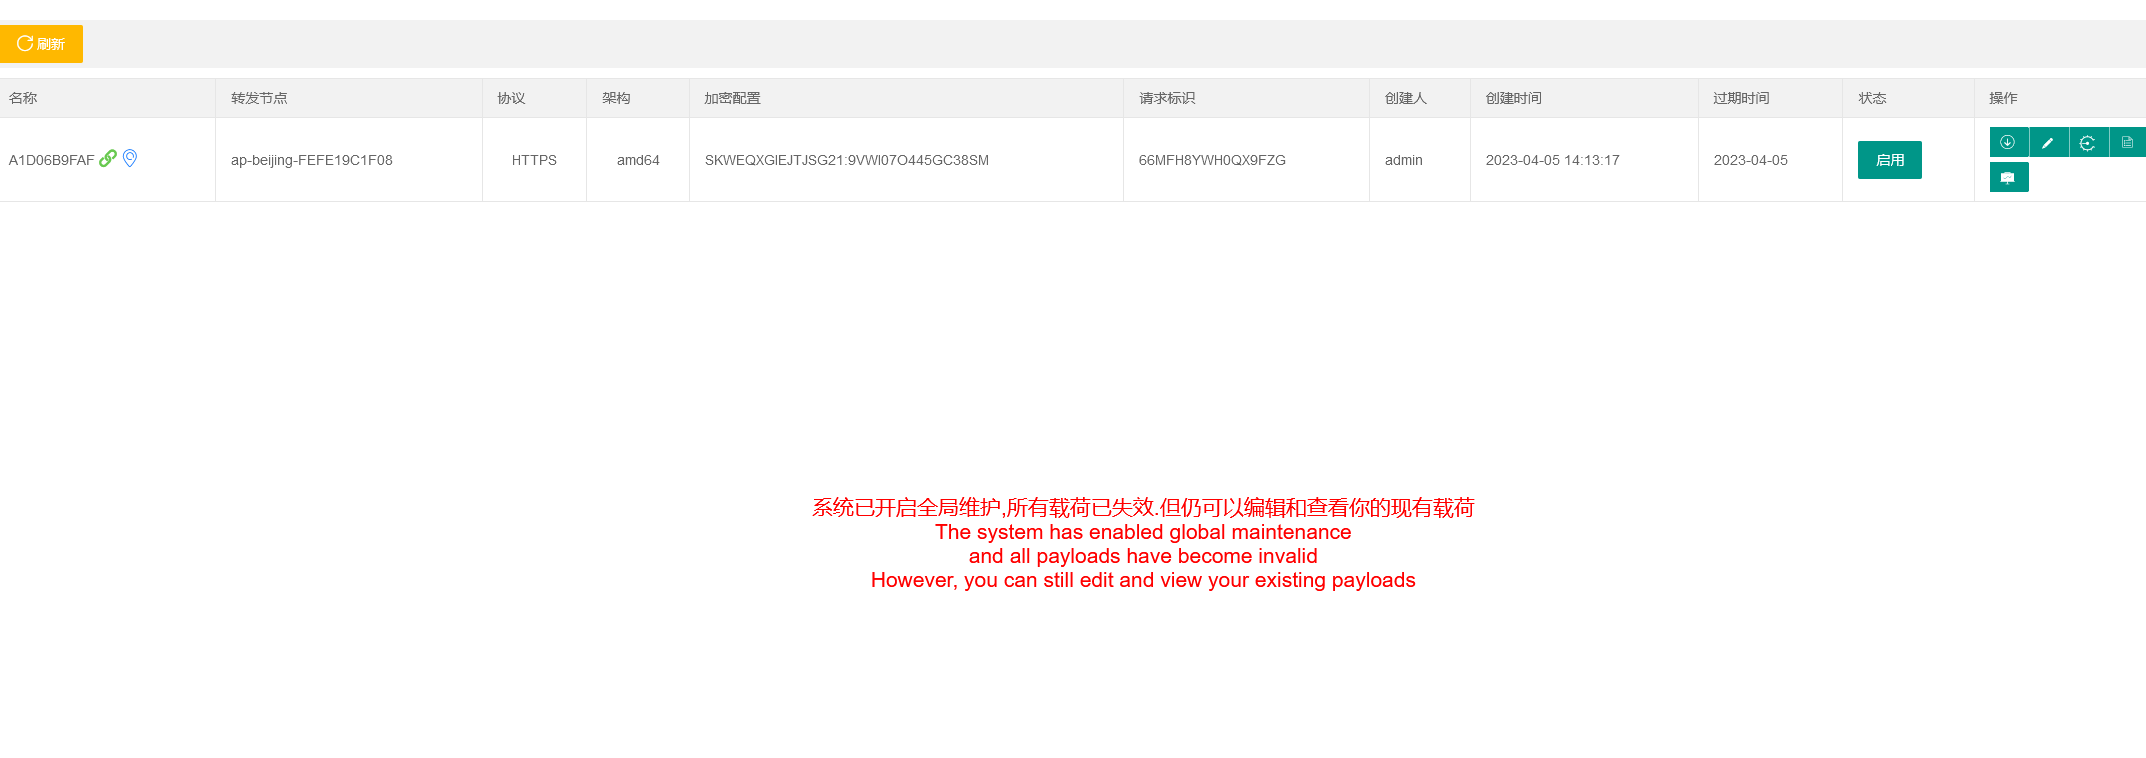 刷新
名称 转发节点 协议 架构 加密配置 请求标识 创建人 创建时间 过期时间 状态 操作
A1D06B9FAF ap-beijing-FEFE19C1F08 HTTPS amd64 SKWEQXGIEJTJSG21:9VWI07O445GC38SM 66MFH8YWH0QX9FZG admin 2023-04-05 14:13:17 2023-04-05 启用
系统已开启全局维护,所有载荷已失效.但仍可以编辑和查看你的现有载荷
The system has enabled global maintenance
and all payloads have become invalid
However, you can still edit and view your existing payloads